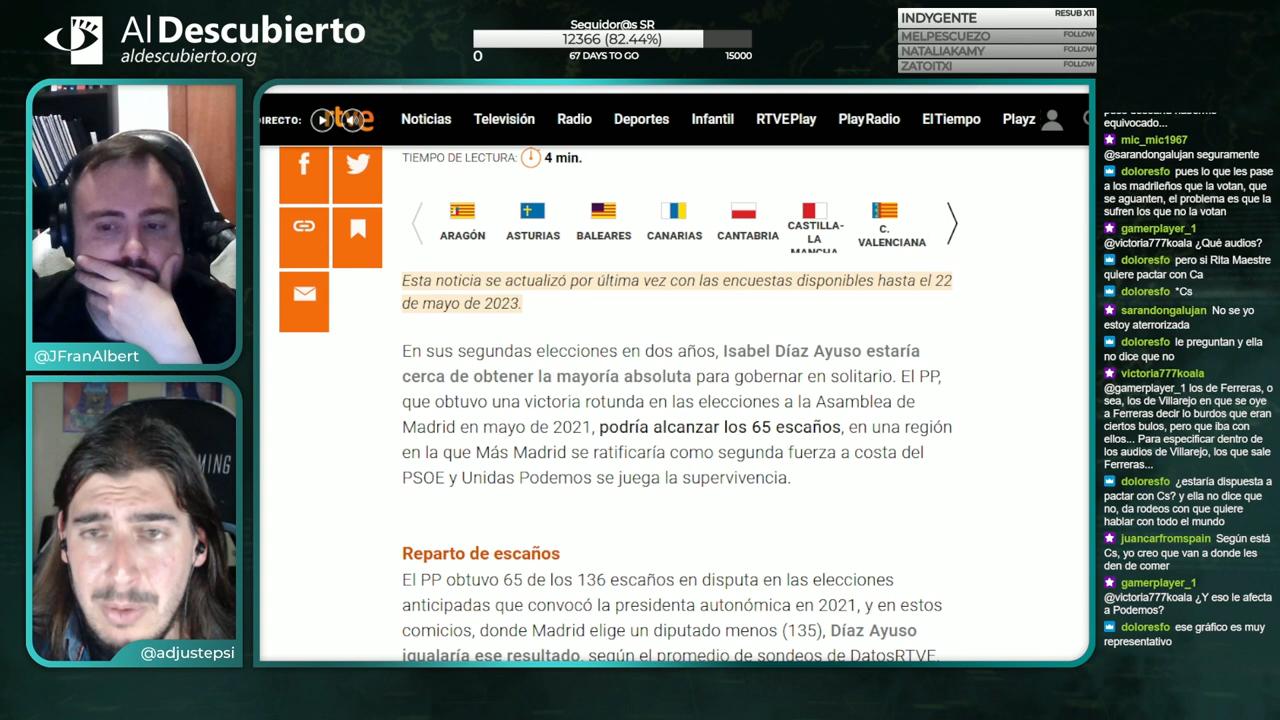 Al Descubierto
aldescubierto.org
Seguidor@s SR
12366 (82.44%)
0
67 DAYS TO GO
15000
INDYGENTE RESUB X11
MELPESCUEZO FOLLOW
NATALIAKAMY FOLLOW
ZATOITXI FOLLOW
@JFranAlbert
@adjustepsi
DIRECTO:
rtve
Noticias Televisión Radio Deportes Infantil RTVEPlay PlayRadio ElTiempo Playz
TIEMPO DE LECTURA: 4 min.
ARAGÓN
ASTURIAS
BALEARES
CANARIAS
CANTABRIA
CASTILLA-
LA
MANCHA
C.
VALENCIANA
Esta noticia se actualizó por última vez con las encuestas disponibles hasta el 22
de mayo de 2023.
En sus segundas elecciones en dos años, Isabel Díaz Ayuso estaría
cerca de obtener la mayoría absoluta para gobernar en solitario. El PP,
que obtuvo una victoria rotunda en las elecciones a la Asamblea de
Madrid en mayo de 2021, podría alcanzar los 65 escaños, en una región
en la que Más Madrid se ratificaría como segunda fuerza a costa del
PSOE y Unidas Podemos se juega la supervivencia.
Reparto de escaños
El PP obtuvo 65 de los 136 escaños en disputa en las elecciones
anticipadas que convocó la presidenta autonómica en 2021, y en estos
comicios, donde Madrid elige un diputado menos (135), Díaz Ayuso
igualaría ese resultado, según el promedio de sondeos de DatosRTVE.
equivocado...
mic_mic1967
@sarandongalujan seguramente
doloresfo pues lo que les pase
a los madrileños que la votan, que
se aguanten, el problema es que la
sufren los que no la votan
gamerplayer_1
@victoria777koala ¿Qué audios?
doloresfo pero si Rita Maestre
quiere pactar con Ca
doloresfo *Cs
sarandongalujan No se yo
estoy aterrorizada
doloresfo le preguntan y ella
no dice que no
victoria777koala
@gamerplayer_1 los de Ferreras, o
sea, los de Villarejo en que se oye
a Ferreras decir lo burdos que eran
ciertos bulos, pero que iba con
ellos... Para especificar dentro de
los audios de Villarejo, los que sale
Ferreras...
doloresfo ¿estaría dispuesta a
pactar con Cs? y ella no dice que
no, da rodeos con que quiere
hablar con todo el mundo
juancarfromspain Según está
Cs, yo creo que van a donde les
den de comer
gamerplayer_1
@victoria777koala ¿Y eso le afecta
a Podemos?
doloresfo ese gráfico es muy
representativo